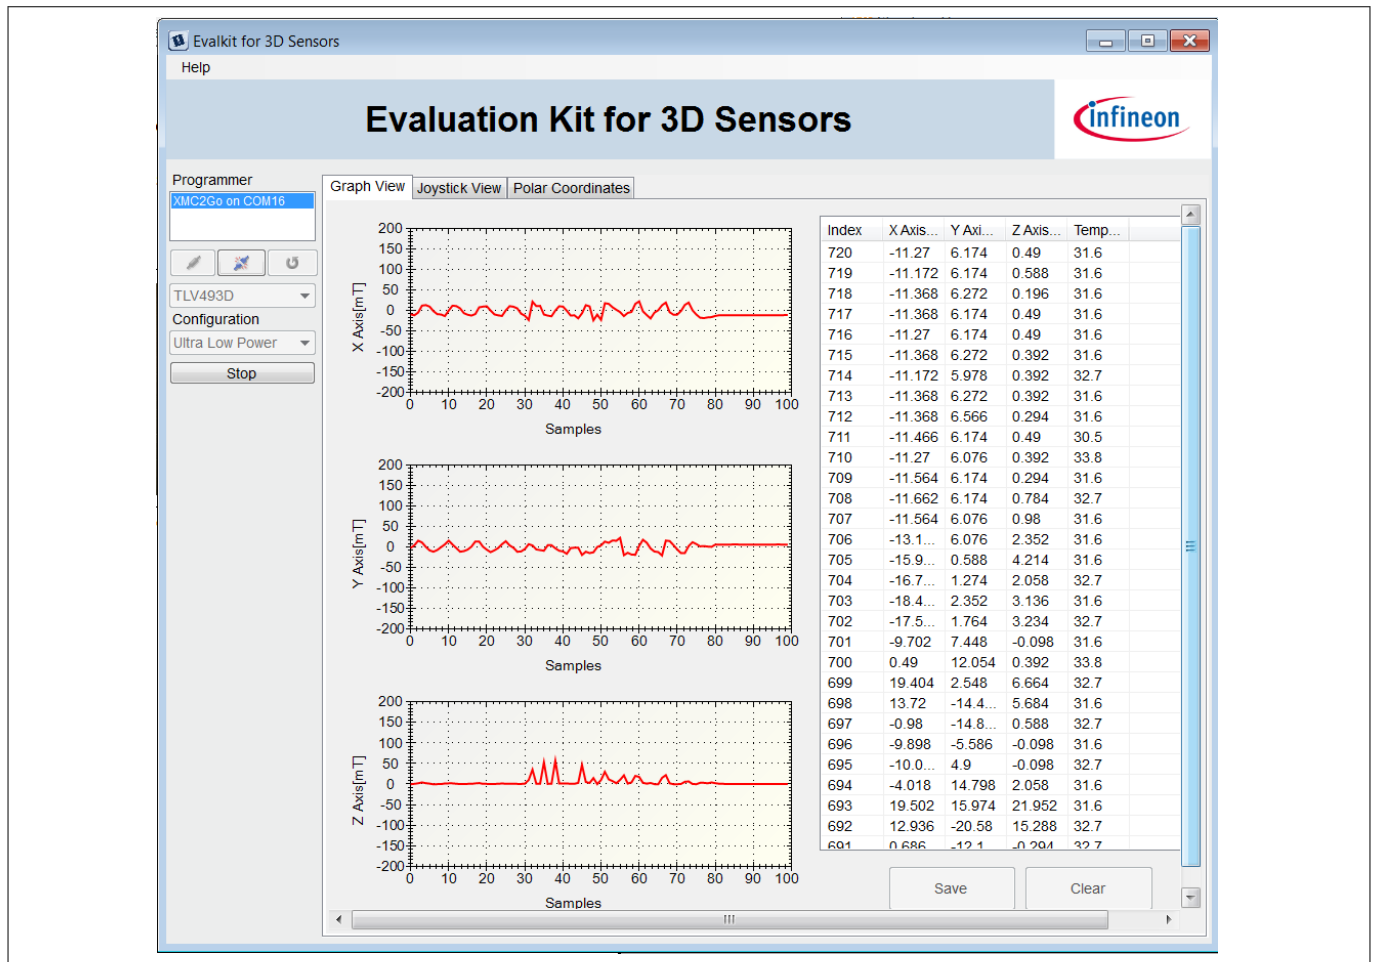 Evalkit for 3D Sensors
Help
Evaluation Kit for 3D Sensors
infineon
Programmer
XMC2Go on COM16
TLV493D
Configuration
Ultra Low Power
Stop
Graph View Joystick View Polar Coordinates
200
150
100
50
0
-50
-100
-150
-200
X Axis[mT]
0 10 20 30 40 50 60 70 80 90 100
Samples
200
150
100
50
0
-50
-100
-150
-200
Y Axis[mT]
0 10 20 30 40 50 60 70 80 90 100
Samples
200
150
100
50
0
-50
-100
-150
-200
Z Axis[mT]
0 10 20 30 40 50 60 70 80 90 100
Samples
Index X Axis... Y Axi... Z Axis... Temp...
720 -11.27 6.174 0.49 31.6
719 -11.172 6.174 0.588 31.6
718 -11.368 6.272 0.196 31.6
717 -11.368 6.174 0.49 31.6
716 -11.27 6.174 0.49 31.6
715 -11.368 6.272 0.392 31.6
714 -11.172 5.978 0.392 32.7
713 -11.368 6.272 0.392 31.6
712 -11.368 6.566 0.294 31.6
711 -11.466 6.174 0.49 30.5
710 -11.27 6.076 0.392 33.8
709 -11.564 6.174 0.294 31.6
708 -11.662 6.174 0.784 32.7
707 -11.564 6.076 0.98 31.6
706 -13.1... 6.076 2.352 31.6
705 -15.9... 0.588 4.214 31.6
704 -16.7... 1.274 2.058 32.7
703 -18.4... 2.352 3.136 31.6
702 -17.5... 1.764 3.234 32.7
701 -9.702 7.448 -0.098 31.6
700 0.49 12.054 0.392 33.8
699 19.404 2.548 6.664 32.7
698 13.72 -14.4... 5.684 31.6
697 -0.98 -14.8... 0.588 32.7
696 -9.898 -5.586 -0.098 31.6
695 -10.0... 4.9 -0.098 32.7
694 -4.018 14.798 2.058 31.6
693 19.502 15.974 21.952 31.6
692 12.936 -20.58 15.288 32.7
691 0.686 -12.1 -0.294 32.7
Save Clear